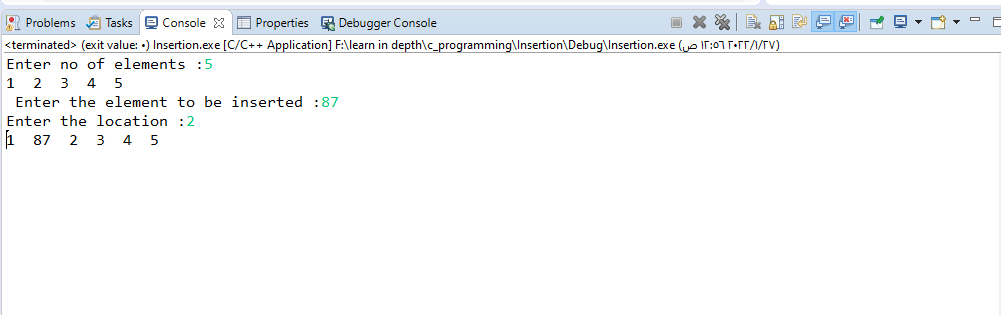 Problems Tasks Console Properties Debugger Console
<terminated> (exit value: ٠) Insertion.exe [C/C++ Application] F:\learn in depth\c_programming\Insertion\Debug\Insertion.exe (٢٠٢٢/١/٢٧ ١٢:٥٦ ص)
Enter no of elements :5
1 2 3 4 5
Enter the element to be inserted :87
Enter the location :2
1 87 2 3 4 5